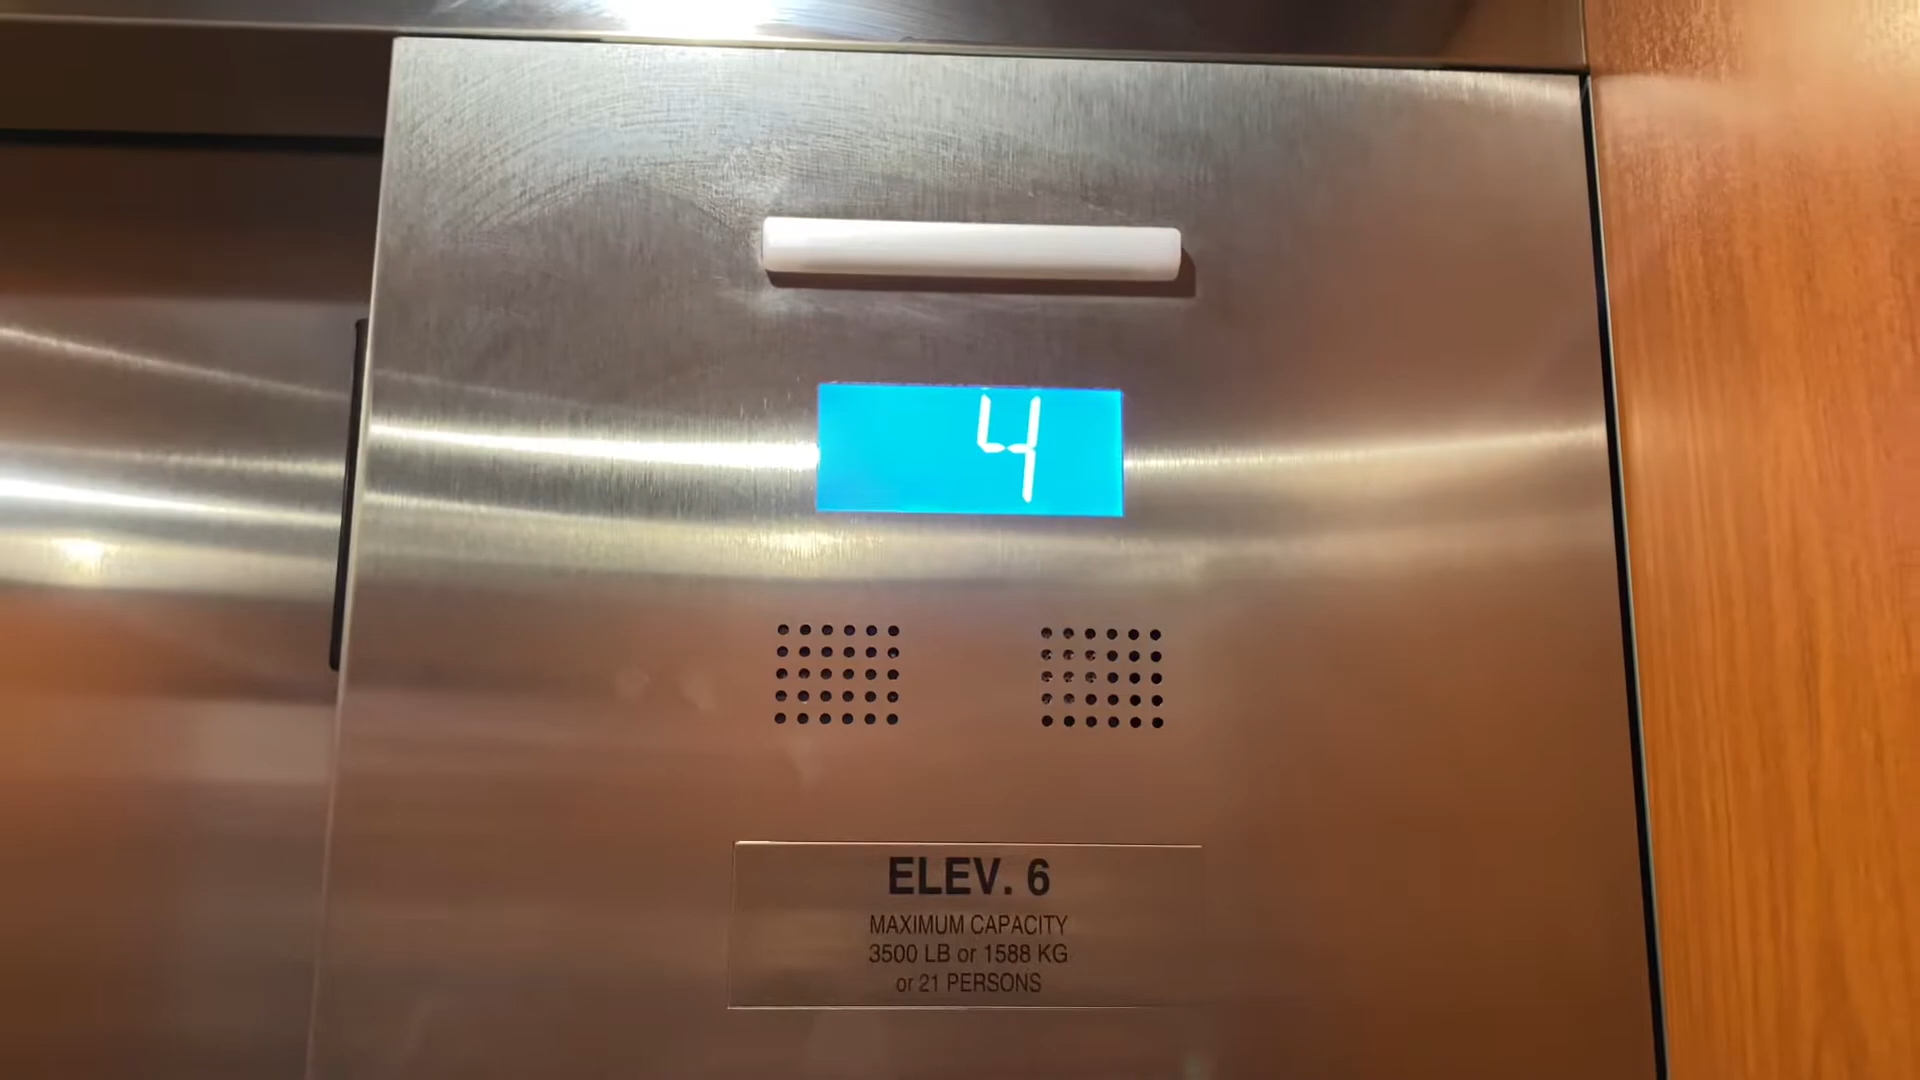 4
ELEV. 6
MAXIMUM CAPACITY
3500 LB or 1588 KG
or 21 PERSONS